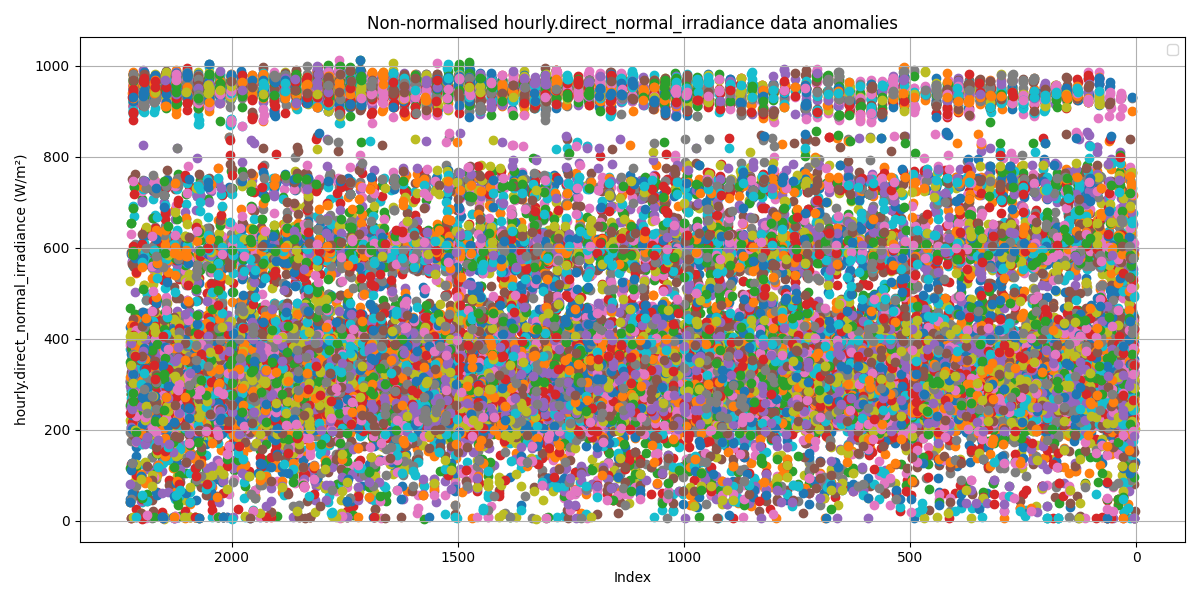 Non-normalised hourly.direct_normal_irradiance data anomalies
1000
800
600
400
200
0
hourly.direct_normal_irradiance (W/m²)
2000 1500 1000 500 0
Index